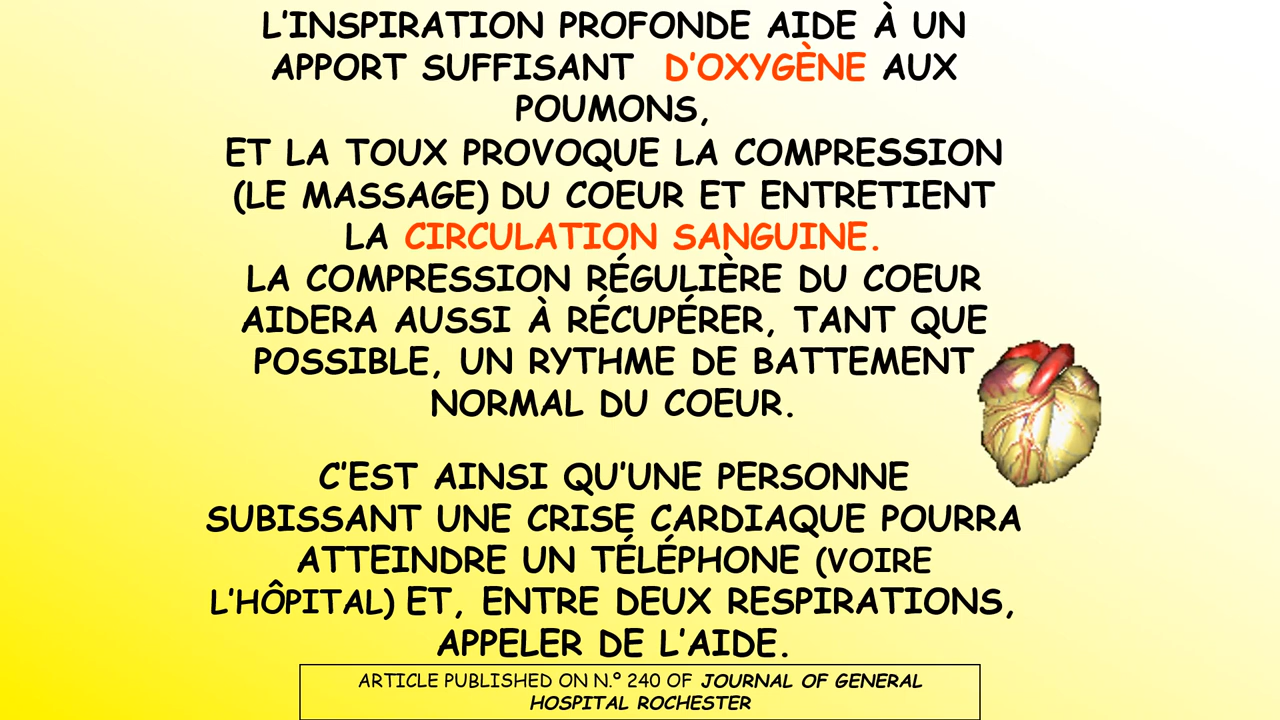 L'INSPIRATION PROFONDE AIDE À UN
APPORT SUFFISANT D'OXYGÈNE AUX
POUMONS,
ET LA TOUX PROVOQUE LA COMPRESSION
(LE MASSAGE) DU COEUR ET ENTRETIENT
LA CIRCULATION SANGUINE.
LA COMPRESSION RÉGULIÈRE DU COEUR
AIDERA AUSSI À RÉCUPÉRER, TANT QUE
POSSIBLE, UN RYTHME DE BATTEMENT
NORMAL DU COEUR.
C'EST AINSI QU'UNE PERSONNE
SUBISSANT UNE CRISE CARDIAQUE POURRA
ATTEINDRE UN TÉLÉPHONE (VOIRE
L'HÔPITAL) ET, ENTRE DEUX RESPIRATIONS,
APPELER DE L'AIDE.
ARTICLE PUBLISHED ON N.º 240 OF JOURNAL OF GENERAL
HOSPITAL ROCHESTER